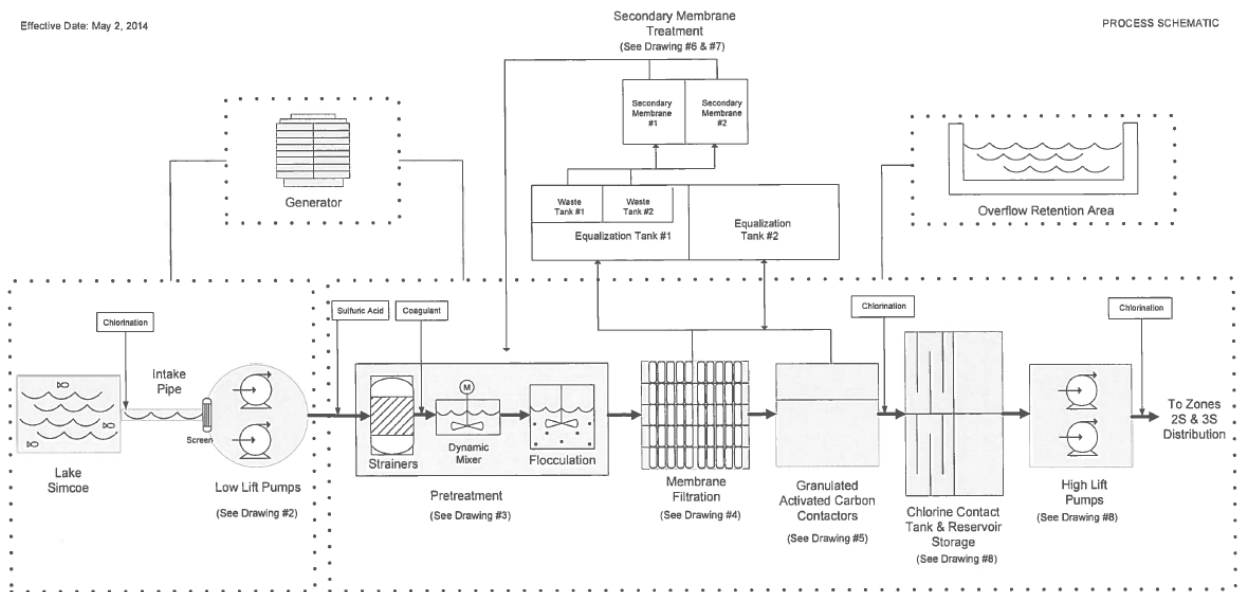 Effective Date: May 2, 2014
PROCESS SCHEMATIC
Secondary Membrane
Treatment
(See Drawing #6 & #7)
Secondary
Membrane
#1
Secondary
Membrane
#2
Generator
Waste
Tank #1
Waste
Tank #2
Equalization Tank #1
Equalization
Tank #2
Overflow Retention Area
Chlorination
Sulfuric Acid
Coagulant
Chlorination
Chlorination
Intake
Pipe
Screen
Lake
Simcoe
Low Lift Pumps
(See Drawing #2)
M
Strainers
Dynamic
Mixer
Flocculation
Pretreatment
(See Drawing #3)
Membrane
Filtration
(See Drawing #4)
Granulated
Activated Carbon
Contactors
(See Drawing #5)
Chlorine Contact
Tank & Reservoir
Storage
(See Drawing #8)
High Lift
Pumps
(See Drawing #8)
To Zones
2S & 3S
Distribution